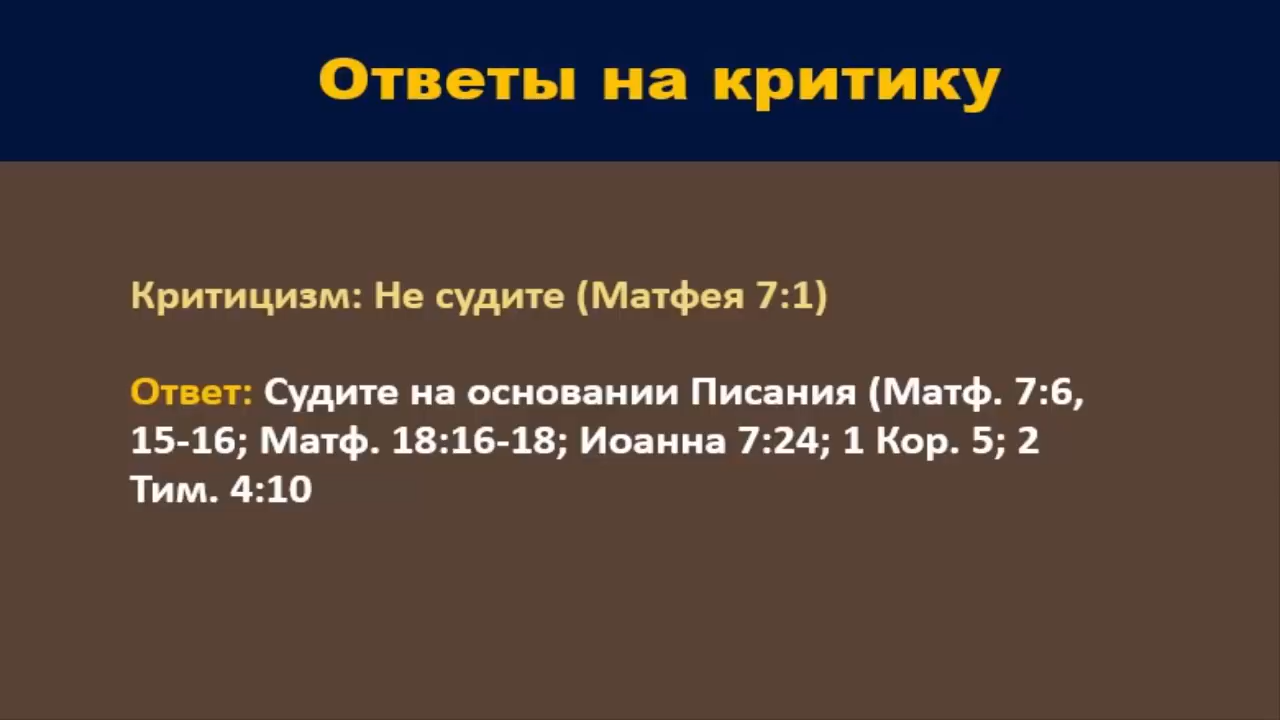 Ответы на критику
Критицизм: Не судите (Матфея 7:1)
Ответ: Судите на основании Писания (Матф. 7:6,
15-16; Матф. 18:16-18; Иоанна 7:24; 1 Кор. 5; 2
Тим. 4:10